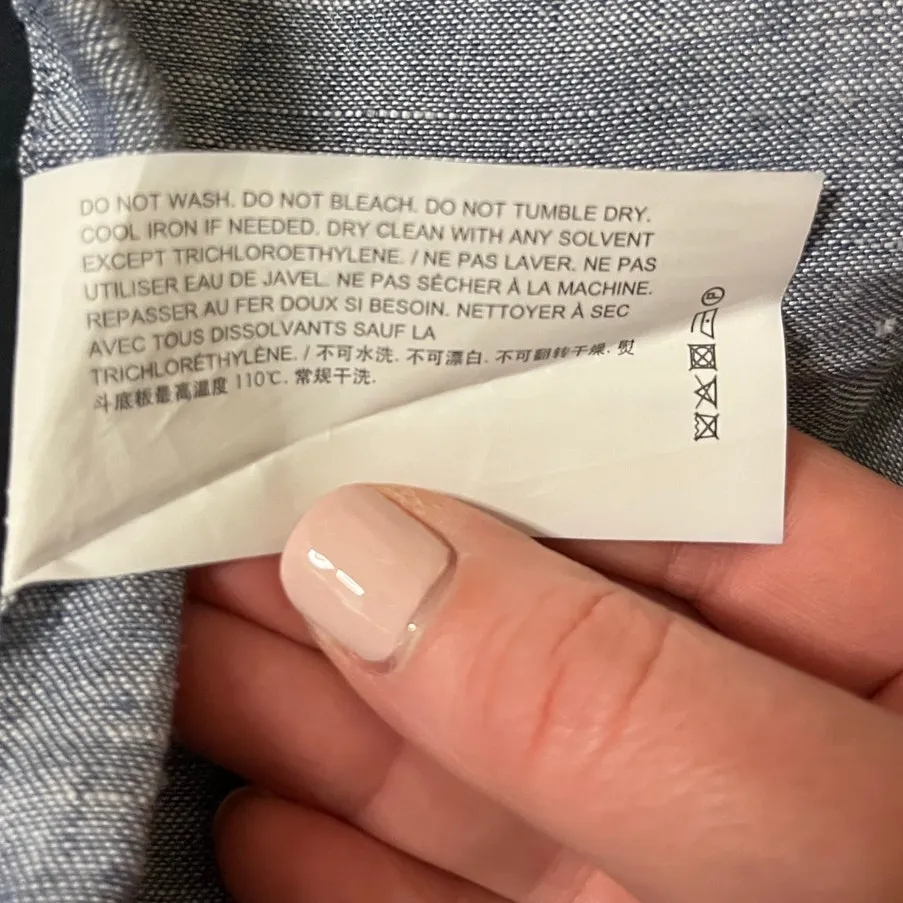 DO NOT WASH. DO NOT BLEACH. DO NOT TUMBLE DRY.
COOL IRON IF NEEDED. DRY CLEAN WITH ANY SOLVENT
EXCEPT TRICHLOROETHYLENE. / NE PAS LAVER. NE PAS
UTILISER EAU DE JAVEL. NE PAS SÉCHER À LA MACHINE.
REPASSER AU FER DOUX SI BESOIN. NETTOYER À SEC
AVEC TOUS DISSOLVANTS SAUF LA
TRICHLORÉTHYLÈNE. / 不可水洗. 不可漂白. 不可翻转干燥. 熨
斗底板最高温度 110℃. 常规干洗.
P